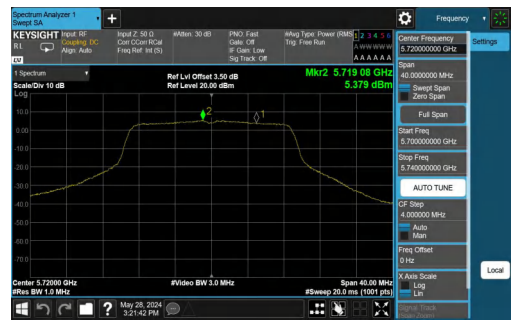 Spectrum Analyzer 1
Swept SA
+
Frequency
KEYSIGHT
Input: RF
Coupling: DC
Align: Auto
Input Z: 50 Ω
Corr CCorr RCal
Freq Ref: Int (S)
#Atten: 30 dB
PNO: Fast
Gate: Off
IF Gain: Low
Sig Track: Off
#Avg Type: Power (RMS
Trig: Free Run
1 2 3 4 5 6
A W W W W W
A A A A A A
R L
LV
1 Spectrum
Scale/Div 10 dB
Log
Ref Lvl Offset 3.50 dB
Ref Level 20.00 dBm
Mkr2 5.719 08 GHz
5.379 dBm
2
1
10.0
0.00
-10.0
-20.0
-30.0
-40.0
-50.0
-60.0
-70.0
Center 5.72000 GHz
#Res BW 1.0 MHz
#Video BW 3.0 MHz
Span 40.00 MHz
#Sweep 20.0 ms (1001 pts)
Center Frequency
5.720000000 GHz
Settings
Span
40.0000000 MHz
Swept Span
Zero Span
Full Span
Start Freq
5.700000000 GHz
Stop Freq
5.740000000 GHz
AUTO TUNE
CF Step
4.000000 MHz
Auto
Man
Freq Offset
0 Hz
X Axis Scale
Log
Lin
Local
Signal Track
May 28, 2024
3:21:42 PM